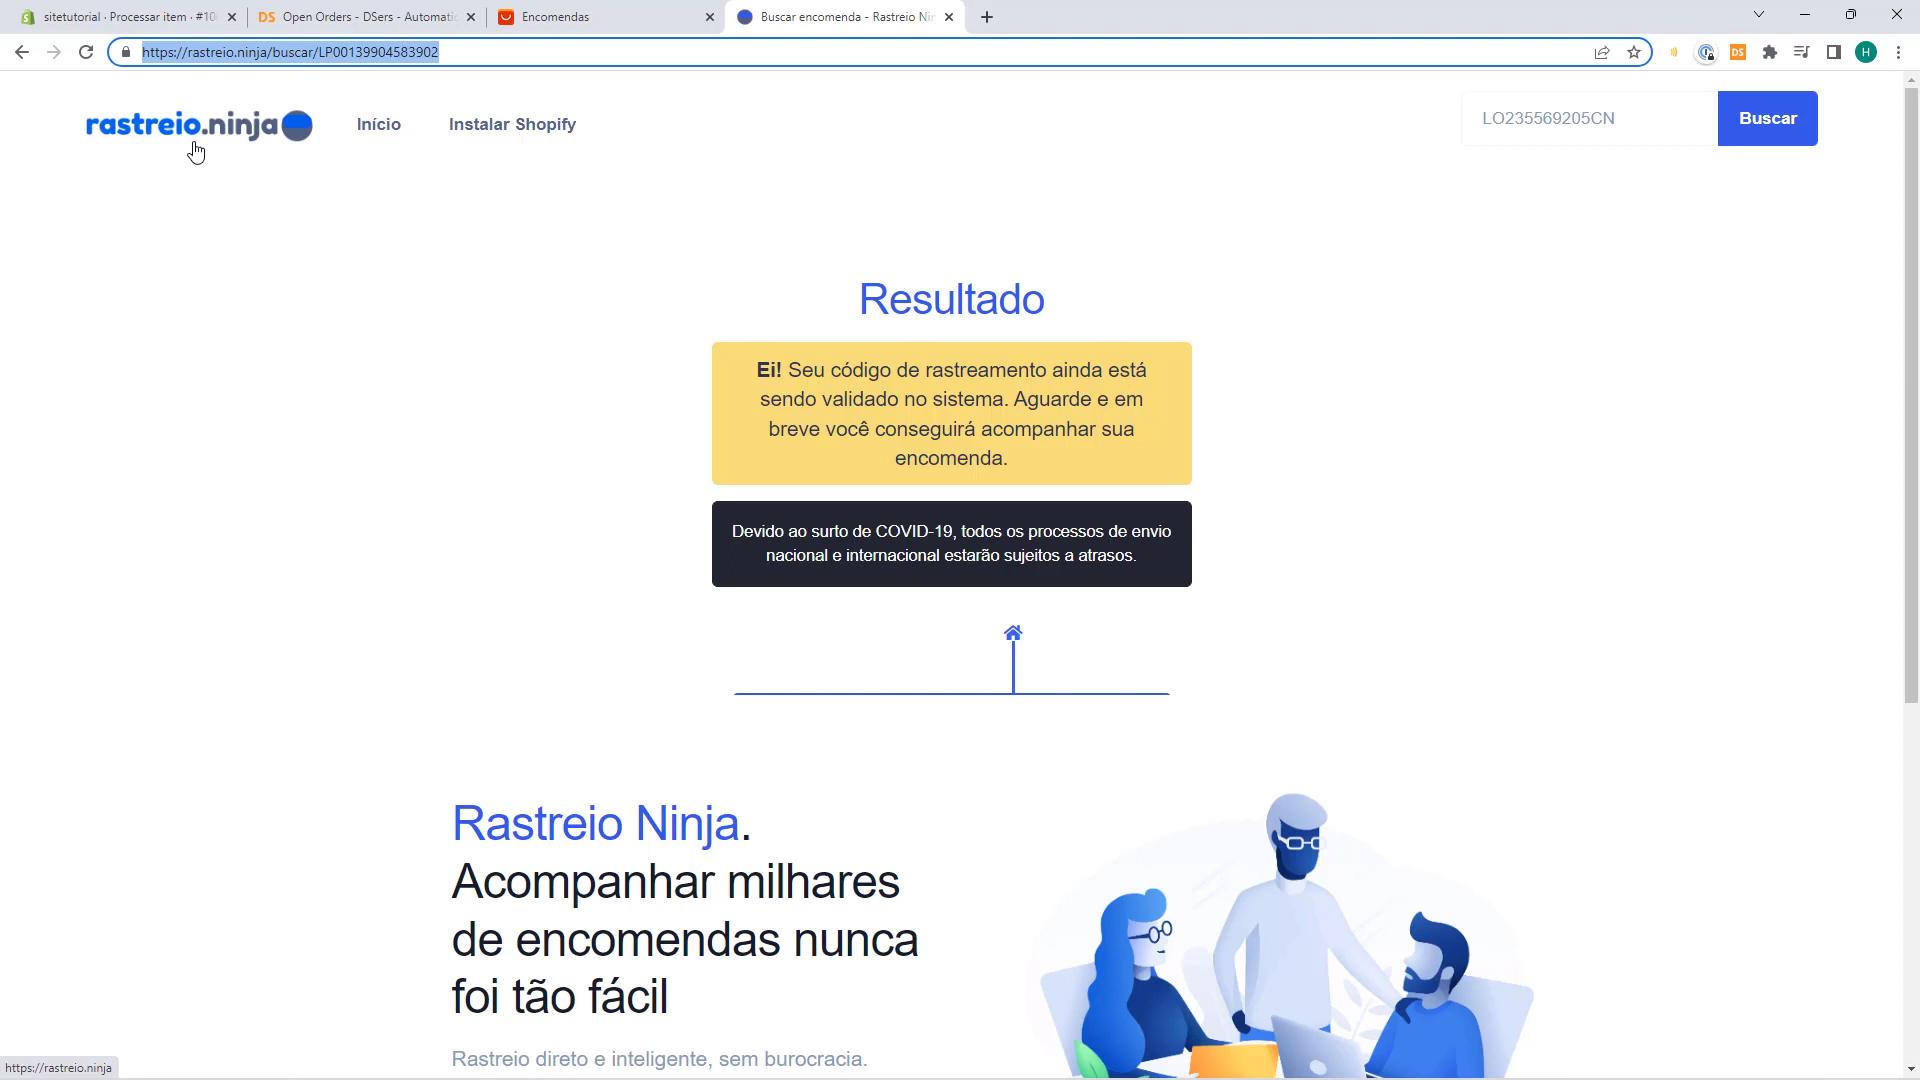 sitetutorial · Processar item · #10
DS Open Orders - DSers - Automatic
Encomendas
Buscar encomenda - Rastreio Nin
https://rastreio.ninja/buscar/LP00139904583902
DS
H
rastreio.ninja
Início
Instalar Shopify
LO235569205CN
Buscar
Resultado
Ei! Seu código de rastreamento ainda está
sendo validado no sistema. Aguarde e em
breve você conseguirá acompanhar sua
encomenda.
Devido ao surto de COVID-19, todos os processos de envio
nacional e internacional estarão sujeitos a atrasos.
Rastreio Ninja.
Acompanhar milhares
de encomendas nunca
foi tão fácil
Rastreio direto e inteligente, sem burocracia.
https://rastreio.ninja